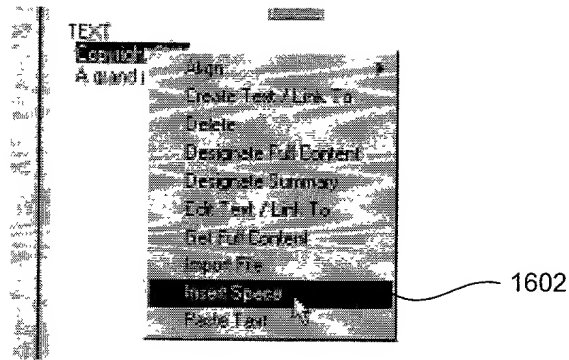 TEXT
A grand
Align
Create Text / Link To
Delete
Designate Full Content
Designate Summary
Edit Text / Link To
Get Full Content
Import File
Insert Space
1602
Paste Text